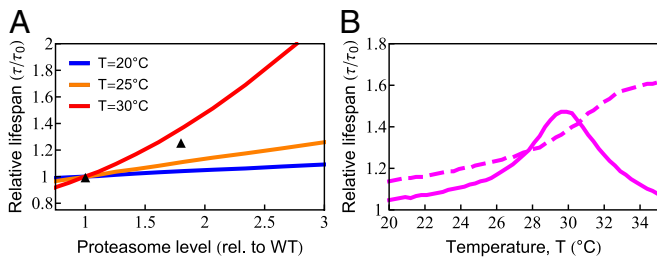 A
Relative lifespan (τ/τ0)
2
1.8
1.6
1.4
1.2
1
0.8
T=20°C
T=25°C
T=30°C
1
1.5
2
2.5
3
Proteasome level (rel. to WT)
B
Relative lifespan (τ/τ0)
1.8
1.6
1.4
1.2
1
20
22
24
26
28
30
32
34
Temperature, T (°C)